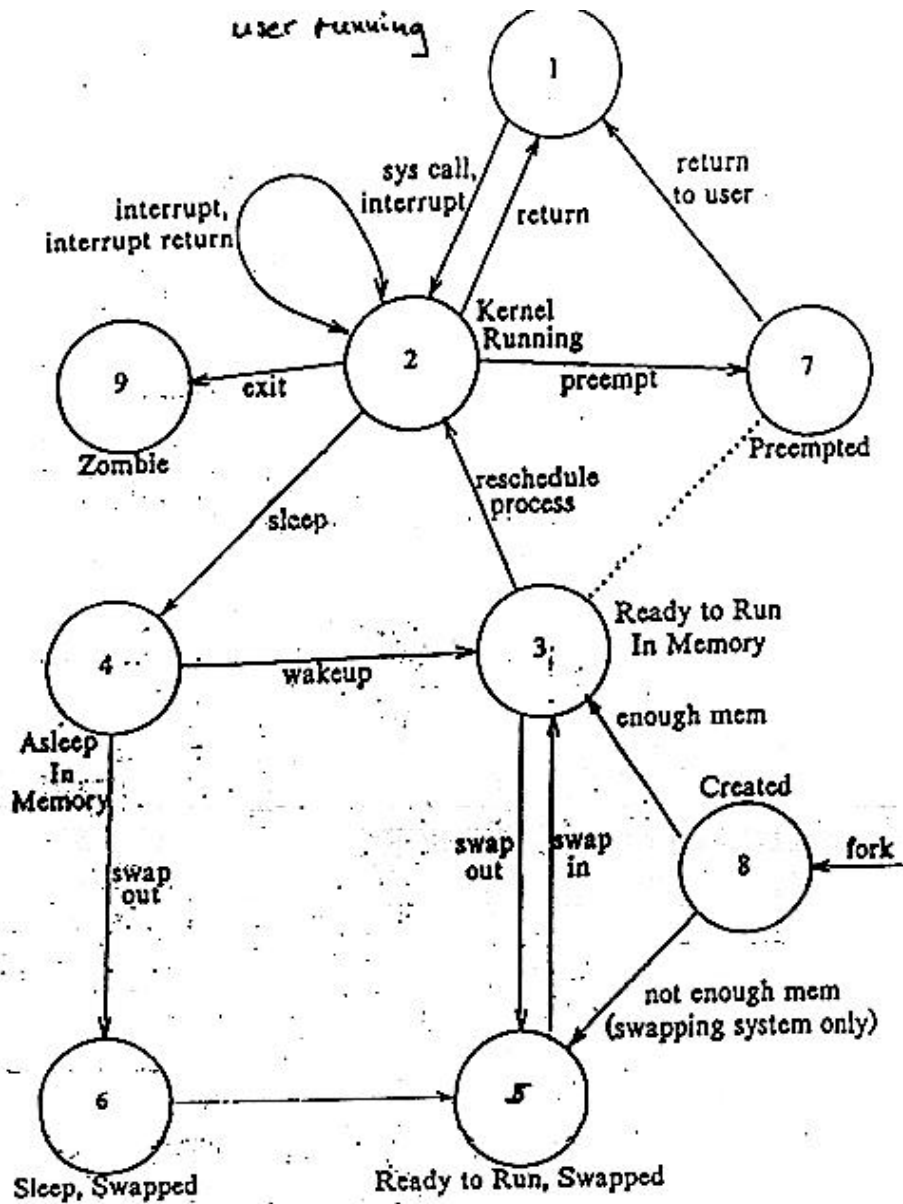 user running
1
sys call,
interrupt
return
return
to user
interrupt,
interrupt return
Kernel
Running
2
7
9
exit
preempt
Zombie
Preempted
reschedule
process
sleep
Ready to Run
In Memory
4
3
wakeup
enough mem
Asleep
In
Memory
Created
swap
out
swap
in
8
fork
swap
out
not enough mem
(swapping system only)
6
5
Sleep, Swapped
Ready to Run, Swapped